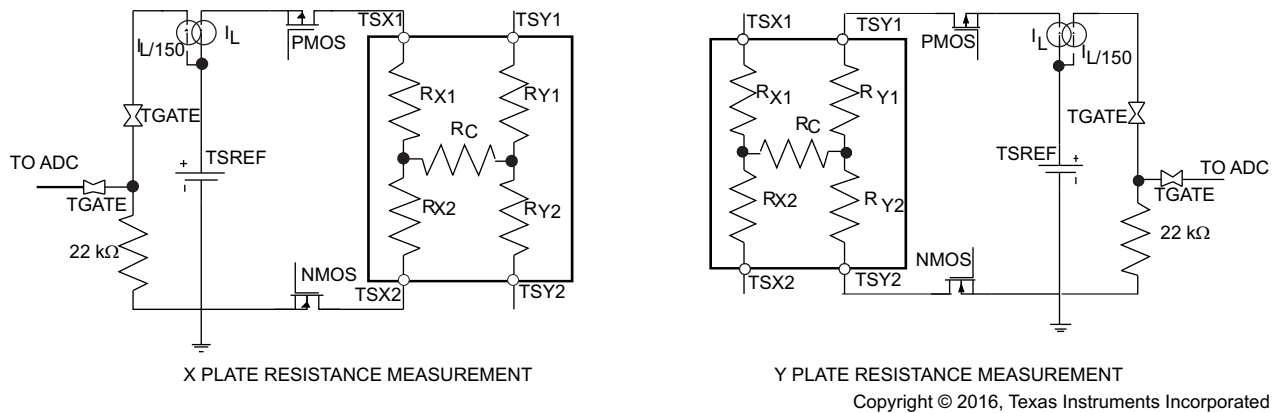 TSX1 TSY1
I_L/150 I_L
PMOS
R_X1 R_Y1
TGATE
R_C
TO ADC
TSREF
+
TGATE
R_X2 R_Y2
22 kΩ
NMOS
TSX2 TSY2
X PLATE RESISTANCE MEASUREMENT
TSX1 TSY1
PMOS
I_L I_L/150
R_X1 R_Y1
TGATE
R_C
TSREF
+
TO ADC
TGATE
R_X2 R_Y2
22 kΩ
NMOS
TSX2 TSY2
Y PLATE RESISTANCE MEASUREMENT
Copyright © 2016, Texas Instruments Incorporated